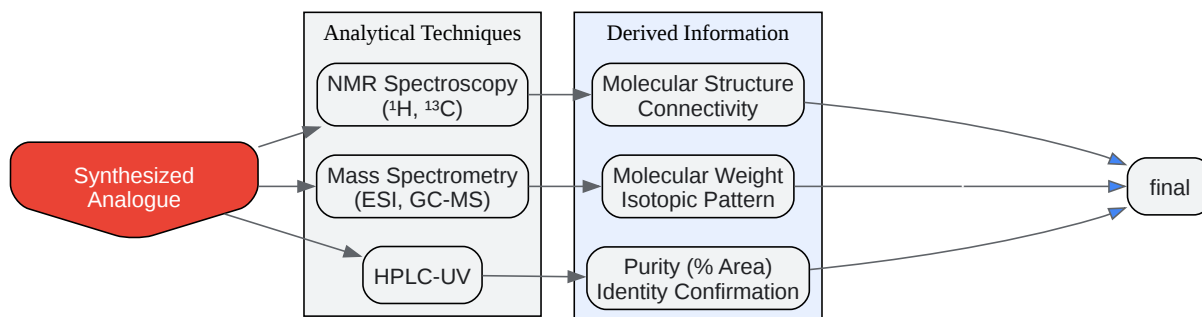 Analytical Techniques
Derived Information
Synthesized
Analogue
NMR Spectroscopy
(¹H, ¹³C)
Molecular Structure
Connectivity
Mass Spectrometry
(ESI, GC-MS)
Molecular Weight
Isotopic Pattern
HPLC-UV
Purity (% Area)
Identity Confirmation
final